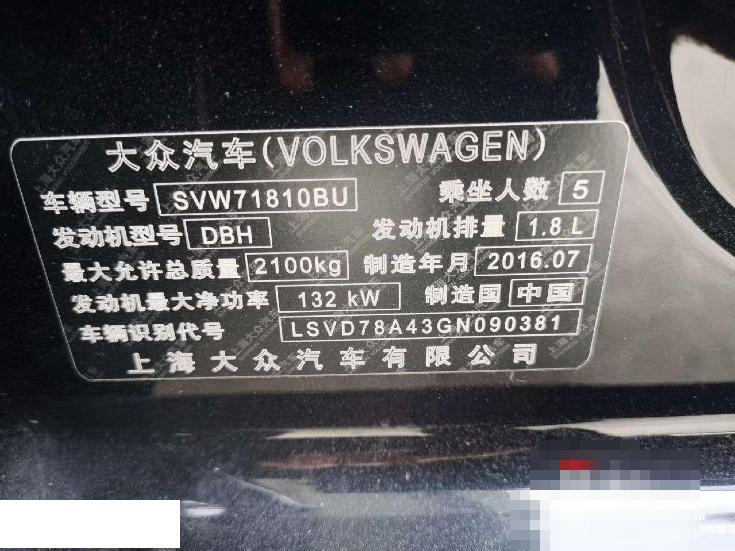 大众汽车(VOLKSWAGEN)
车辆型号 SVW71810BU 乘坐人数 5
发动机型号 DBH 发动机排量 1.8 L
最大允许总质量 2100kg 制造年月 2016.07
发动机最大净功率 132 kW 制造国 中国
车辆识别代号 LSVD78A43GN090381
上海大众汽车有限公司